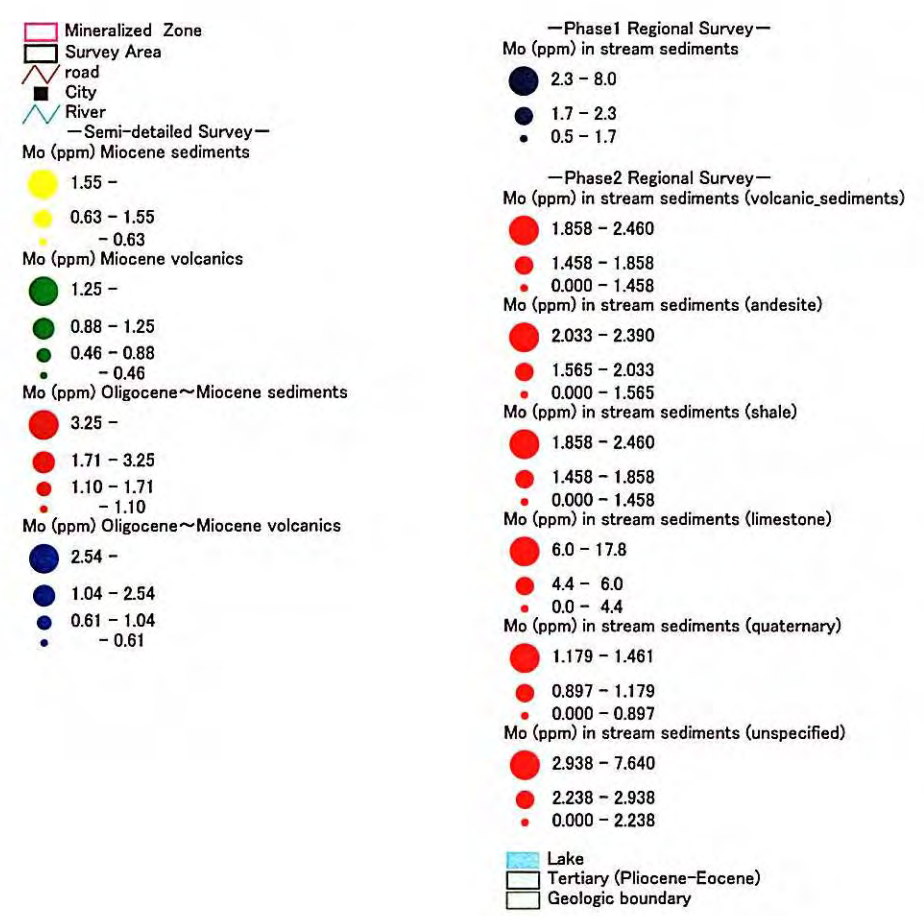 Mineralized Zone
Survey Area
road
City
River
—Semi-detailed Survey—
Mo (ppm) Miocene sediments
1.55 -
0.63 - 1.55
- 0.63
Mo (ppm) Miocene volcanics
1.25 -
0.88 - 1.25
0.46 - 0.88
- 0.46
Mo (ppm) Oligocene~Miocene sediments
3.25 -
1.71 - 3.25
1.10 - 1.71
- 1.10
Mo (ppm) Oligocene~Miocene volcanics
2.54 -
1.04 - 2.54
0.61 - 1.04
- 0.61
—Phase1 Regional Survey—
Mo (ppm) in stream sediments
2.3 - 8.0
1.7 - 2.3
0.5 - 1.7
—Phase2 Regional Survey—
Mo (ppm) in stream sediments (volcanic_sediments)
1.858 - 2.460
1.458 - 1.858
0.000 - 1.458
Mo (ppm) in stream sediments (andesite)
2.033 - 2.390
1.565 - 2.033
0.000 - 1.565
Mo (ppm) in stream sediments (shale)
1.858 - 2.460
1.458 - 1.858
0.000 - 1.458
Mo (ppm) in stream sediments (limestone)
6.0 - 17.8
4.4 - 6.0
0.0 - 4.4
Mo (ppm) in stream sediments (quaternary)
1.179 - 1.461
0.897 - 1.179
0.000 - 0.897
Mo (ppm) in stream sediments (unspecified)
2.938 - 7.640
2.238 - 2.938
0.000 - 2.238
Lake
Tertiary (Pliocene-Eocene)
Geologic boundary